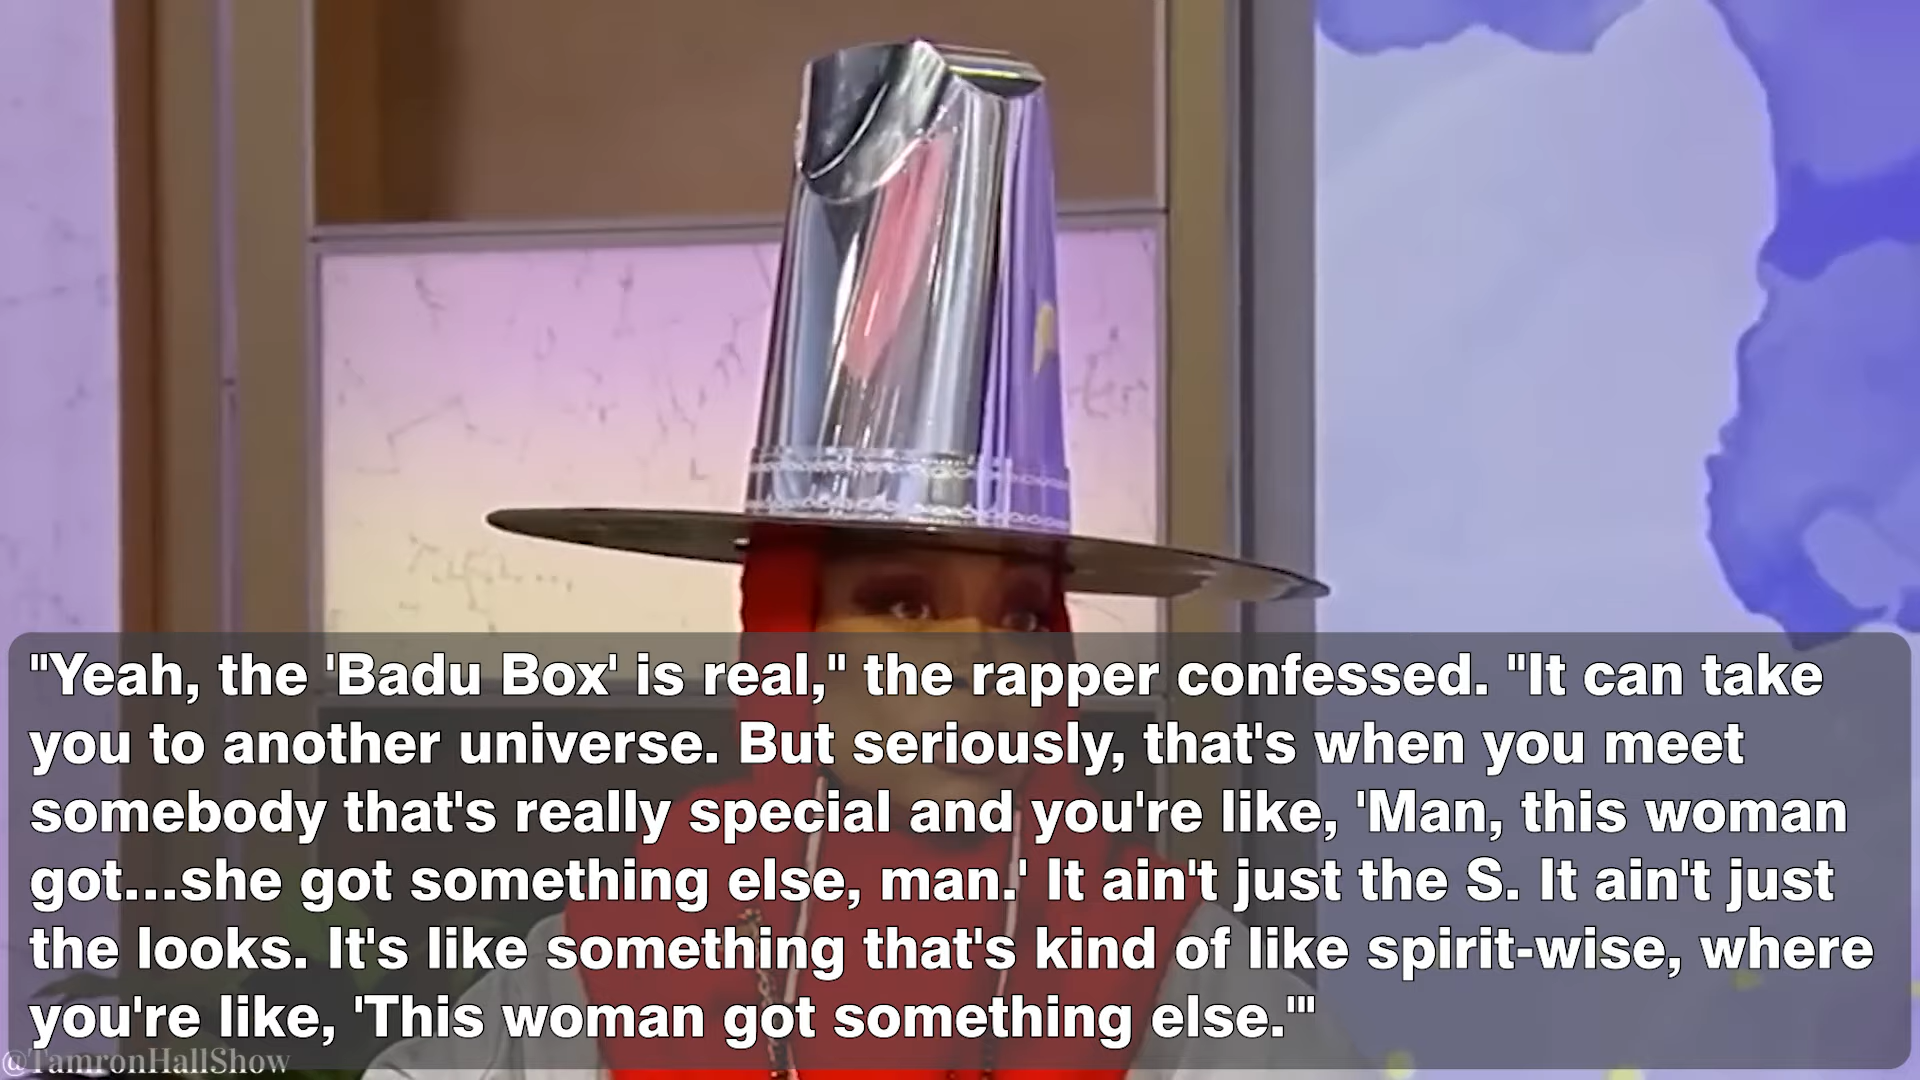 "Yeah, the 'Badu Box' is real," the rapper confessed. "It can take
you to another universe. But seriously, that's when you meet
somebody that's really special and you're like, 'Man, this woman
got...she got something else, man.' It ain't just the S. It ain't just
the looks. It's like something that's kind of like spirit-wise, where
you're like, 'This woman got something else.'"
@TamronHallShow